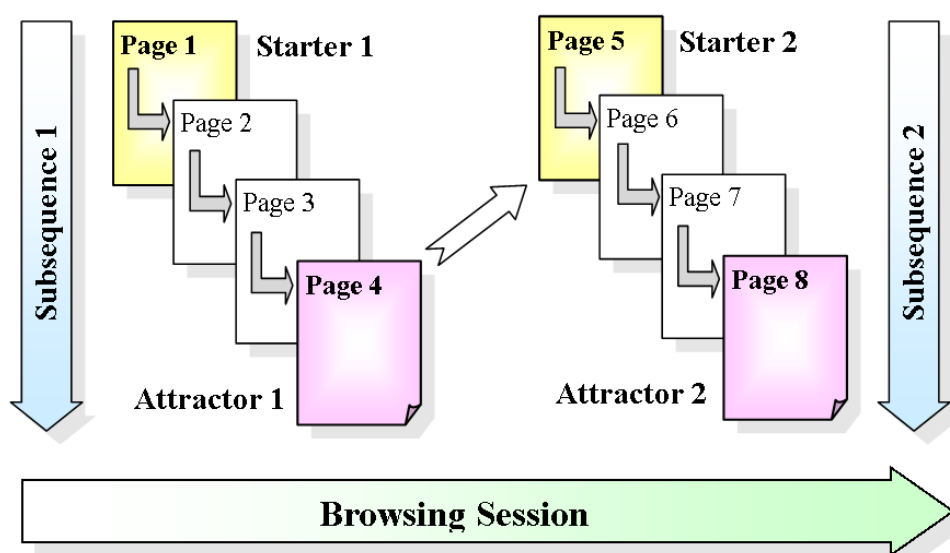 Page 1
Starter 1
Page 2
Page 3
Page 4
Attractor 1
Subsequence 1
Page 5
Starter 2
Page 6
Page 7
Page 8
Attractor 2
Subsequence 2
Browsing Session